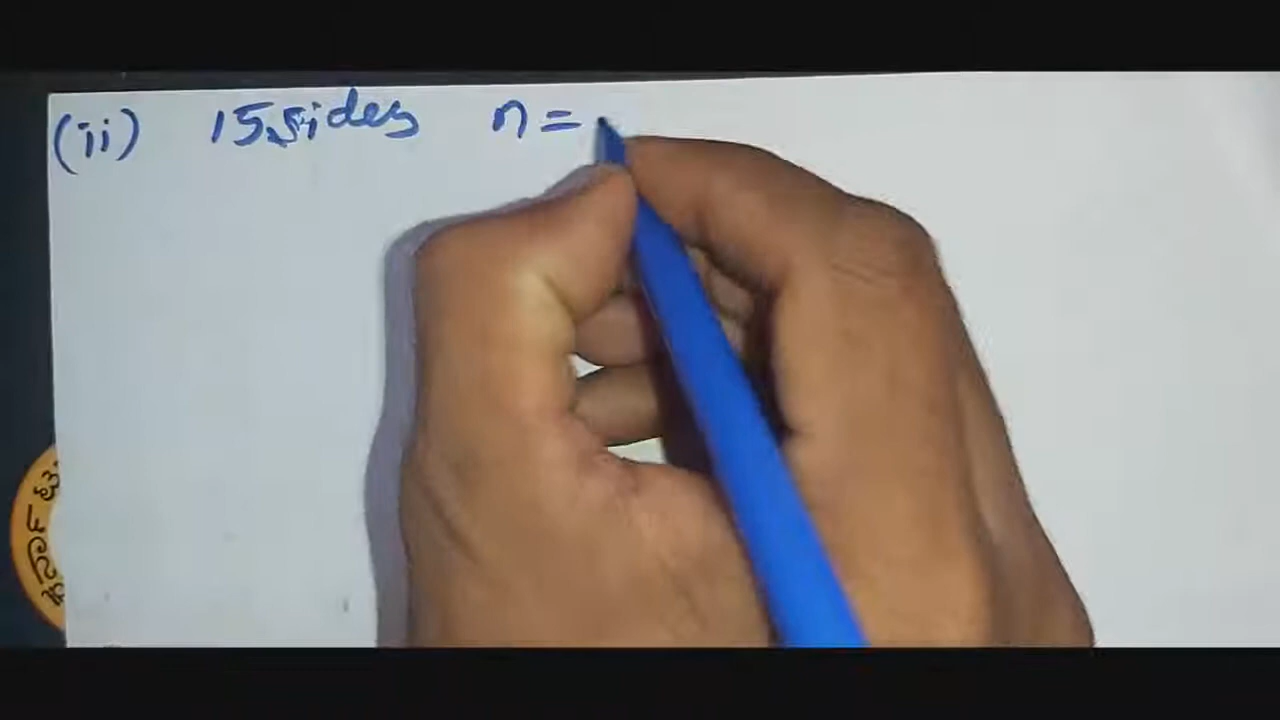 (ii) 15 sides n =